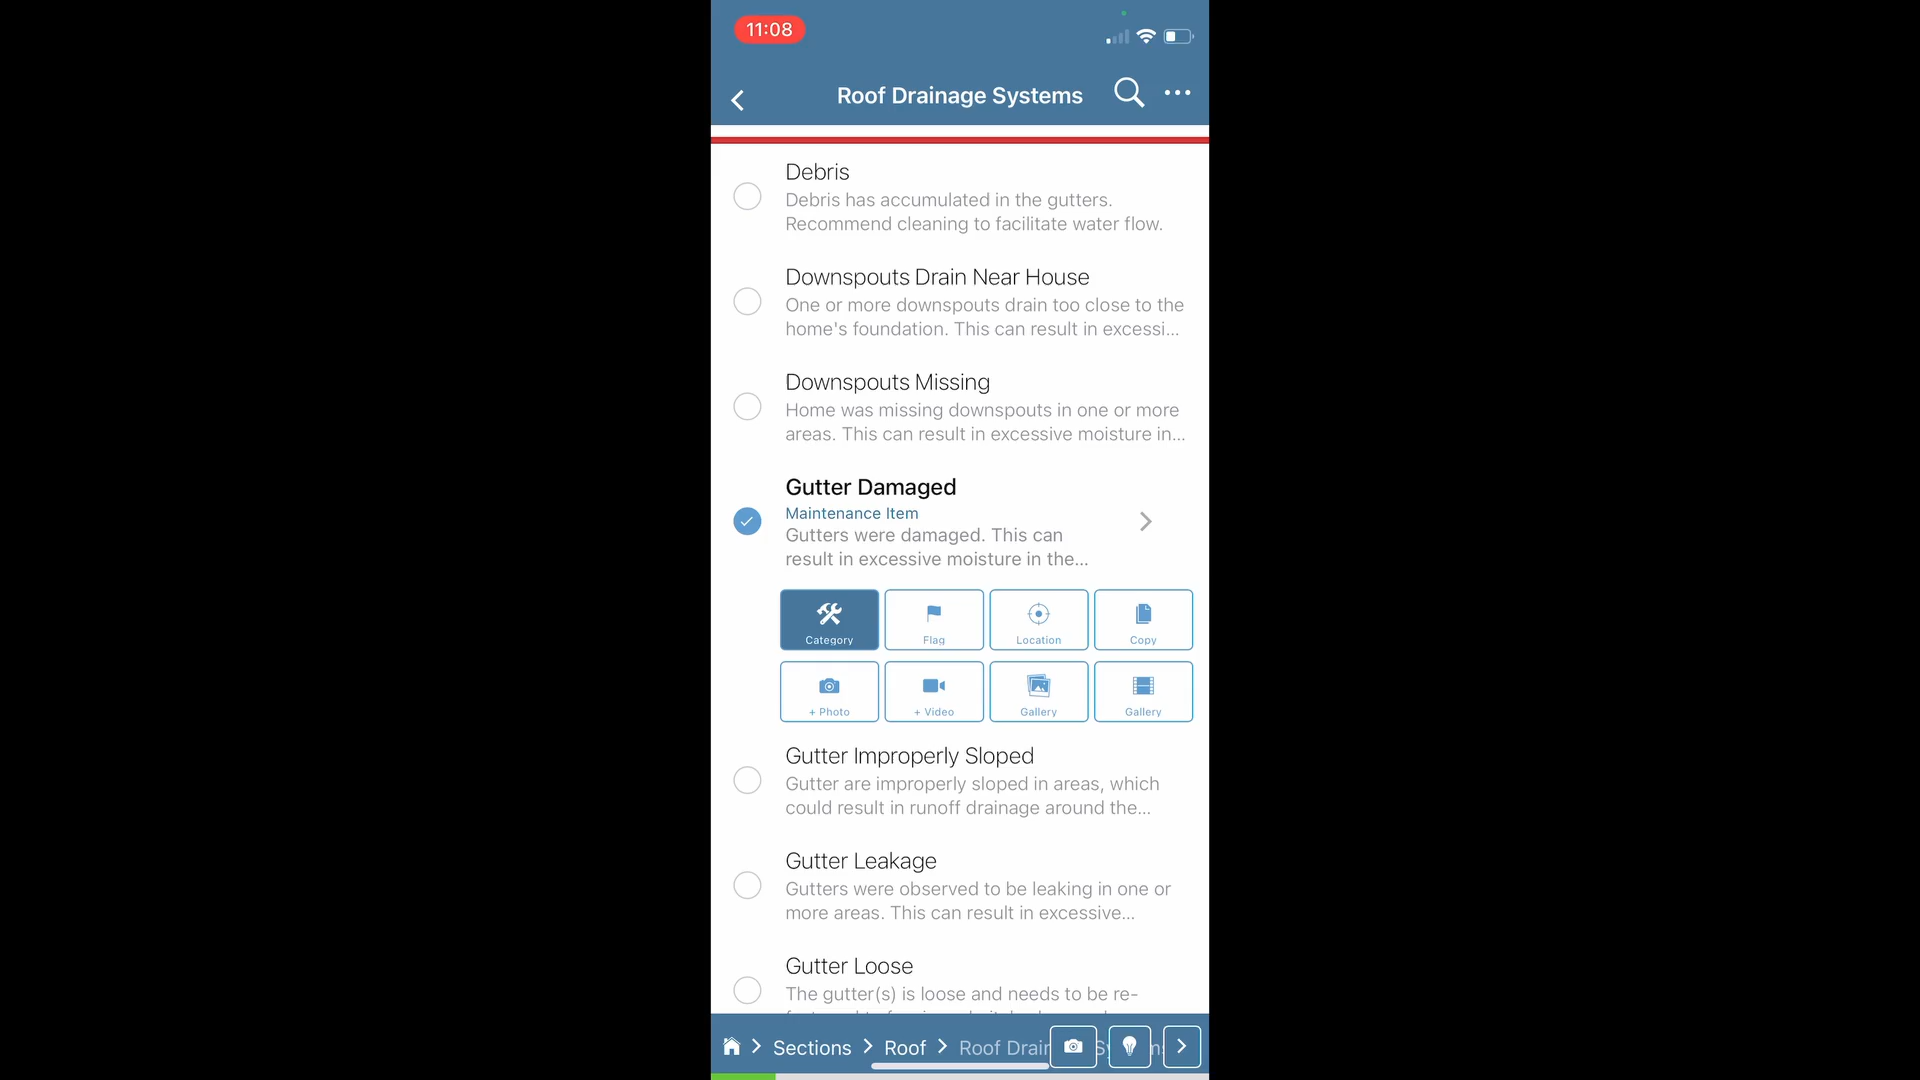 11:08
Roof Drainage Systems
Debris
Debris has accumulated in the gutters.
Recommend cleaning to facilitate water flow.
Downspouts Drain Near House
One or more downspouts drain too close to the
home's foundation. This can result in excessi...
Downspouts Missing
Home was missing downspouts in one or more
areas. This can result in excessive moisture in...
Gutter Damaged
Maintenance Item
Gutters were damaged. This can
result in excessive moisture in the...
Category Flag Location Copy
+ Photo + Video Gallery Gallery
Gutter Improperly Sloped
Gutter are improperly sloped in areas, which
could result in runoff drainage around the...
Gutter Leakage
Gutters were observed to be leaking in one or
more areas. This can result in excessive...
Gutter Loose
The gutter(s) is loose and needs to be re-
Sections Roof Roof Drain